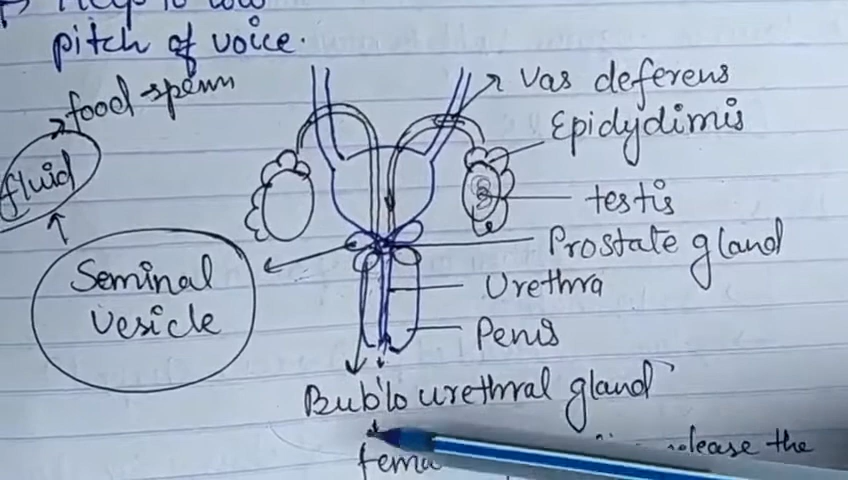 pitch of voice.
food sperm
fluid
Seminal
Vesicle
Vas deferens
Epidydimis
testis
Prostate gland
Urethra
Penis
Bublo urethral gland
release the